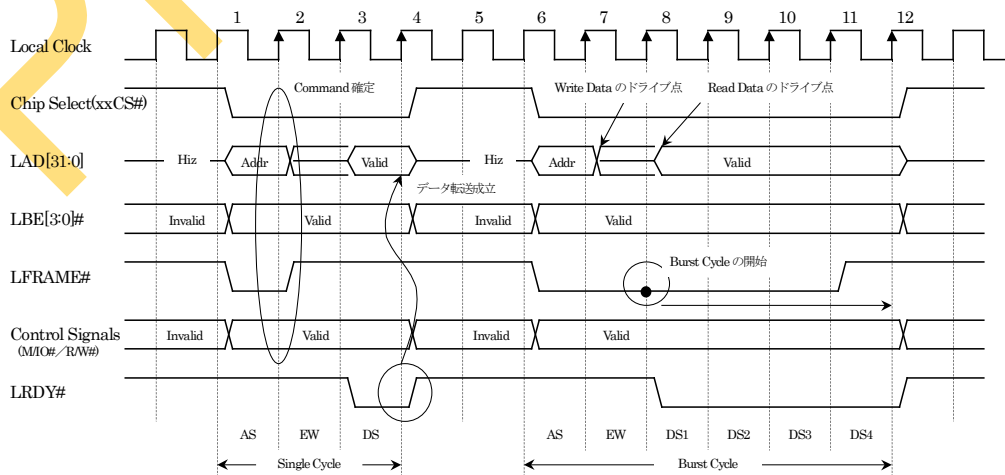 1 2 3 4 5 6 7 8 9 10 11 12
Local Clock
Chip Select(xxCS#)
Command 確定
Write Data のドライブ点
Read Data のドライブ点
LAD[31:0]
Hiz Addr Valid Hiz Addr Valid
データ転送成立
LBE[3:0]#
Invalid Valid Invalid Valid
LFRAME#
Burst Cycle の開始
Control Signals
(M/IO#／R/W#)
Invalid Valid Invalid Valid
LRDY#
AS EW DS AS EW DS1 DS2 DS3 DS4
Single Cycle Burst Cycle